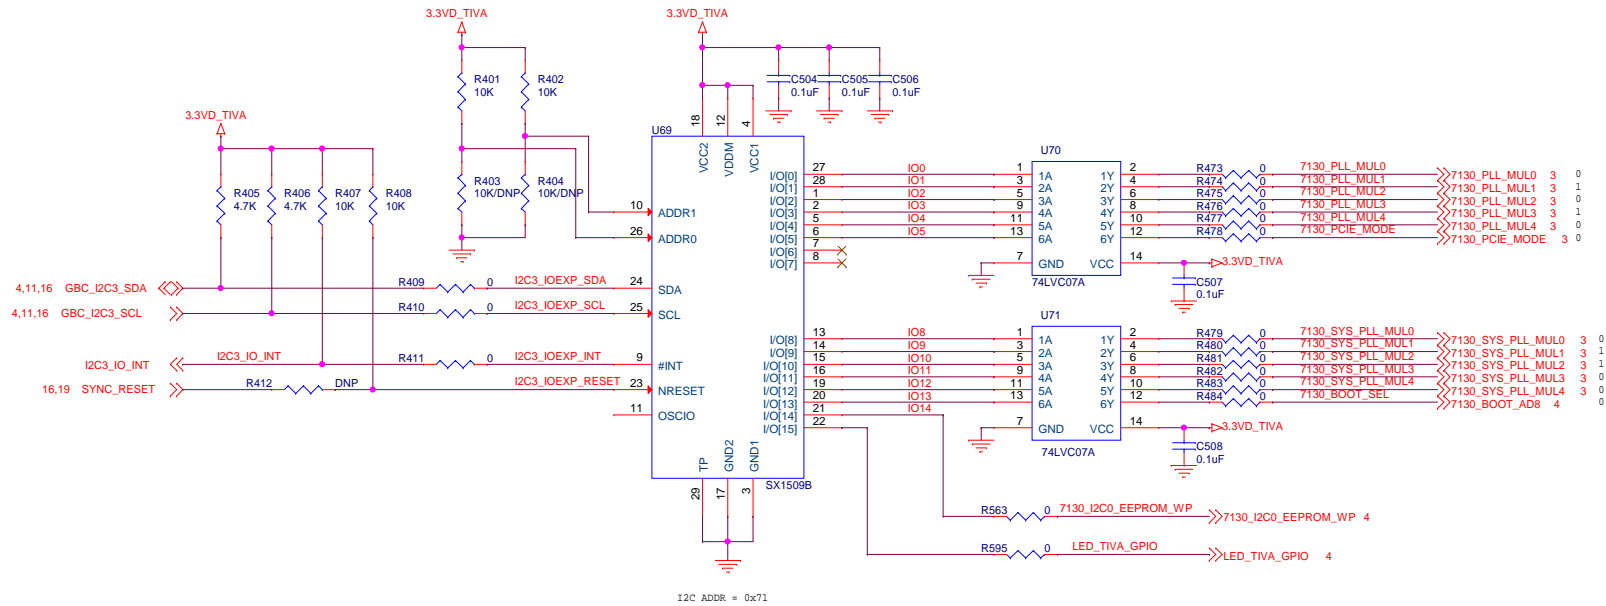 3.3VD_TIVA
3.3VD_TIVA
3.3VD_TIVA
R401
10K
R402
10K
C504
0.1uF
C505
0.1uF
C506
0.1uF
R403
10K/DNP
R404
10K/DNP
R405
4.7K
R406
4.7K
R407
10K
R408
10K
4,11,16 GBC_I2C3_SDA
R409 0 I2C3_IOEXP_SDA
4,11,16 GBC_I2C3_SCL
R410 0 I2C3_IOEXP_SCL
I2C3_IO_INT
I2C3_IO_INT
R411 0 I2C3_IOEXP_INT
16,19 SYNC_RESET
R412 DNP I2C3_IOEXP_RESET
U69
18 VCC2
12 VDDM
4 VCC1
10 ADDR1
26 ADDR0
24 SDA
25 SCL
9 #INT
23 NRESET
11 OSCIO
29 TP
17 GND2
3 GND1
I/O[0] 27 IO0
I/O[1] 28 IO1
I/O[2] 1 IO2
I/O[3] 2 IO3
I/O[4] 5 IO4
I/O[5] 6 IO5
I/O[6] 7
I/O[7] 8
I/O[8] 13 IO8
I/O[9] 14 IO9
I/O[10] 15 IO10
I/O[11] 16 IO11
I/O[12] 19 IO12
I/O[13] 20 IO13
I/O[14] 21 IO14
I/O[15] 22
SX1509B
U70
1 1A 1Y 2 R473 0 7130_PLL_MUL0 7130_PLL_MUL0 3 0
3 2A 2Y 4 R474 0 7130_PLL_MUL1 7130_PLL_MUL1 3 1
5 3A 3Y 6 R475 0 7130_PLL_MUL2 7130_PLL_MUL2 3 0
9 4A 4Y 8 R476 0 7130_PLL_MUL3 7130_PLL_MUL3 3 1
11 5A 5Y 10 R477 0 7130_PLL_MUL4 7130_PLL_MUL4 3 0
13 6A 6Y 12 R478 0 7130_PCIE_MODE 7130_PCIE_MODE 3 0
7 GND VCC 14 3.3VD_TIVA
74LVC07A
C507
0.1uF
U71
1 1A 1Y 2 R479 0 7130_SYS_PLL_MUL0 7130_SYS_PLL_MUL0 3 0
3 2A 2Y 4 R480 0 7130_SYS_PLL_MUL1 7130_SYS_PLL_MUL1 3 1
5 3A 3Y 6 R481 0 7130_SYS_PLL_MUL2 7130_SYS_PLL_MUL2 3 1
9 4A 4Y 8 R482 0 7130_SYS_PLL_MUL3 7130_SYS_PLL_MUL3 3 0
11 5A 5Y 10 R483 0 7130_SYS_PLL_MUL4 7130_SYS_PLL_MUL4 3 0
13 6A 6Y 12 R484 0 7130_BOOT_SEL 7130_BOOT_AD8 4 0
7 GND VCC 14 3.3VD_TIVA
74LVC07A
C508
0.1uF
R563 0 7130_I2C0_EEPROM_WP 7130_I2C0_EEPROM_WP 4
R595 0 LED_TIVA_GPIO LED_TIVA_GPIO 4
I2C ADDR = 0x71